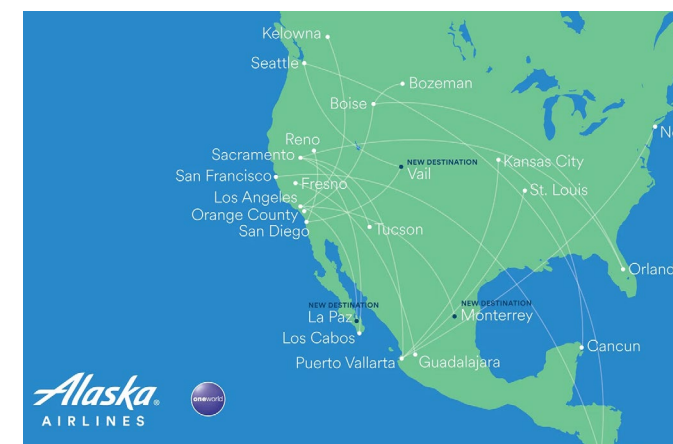 Kelowna
Seattle
Bozeman
Boise
Reno
Sacramento
NEW DESTINATION
Vail
Kansas City
San Francisco
Fresno
St. Louis
Los Angeles
Orange County
San Diego
Tucson
Orlan
NEW DESTINATION
La Paz
NEW DESTINATION
Monterrey
Los Cabos
Cancun
Puerto Vallarta
Guadalajara
Alaska
AIRLINES
oneworld